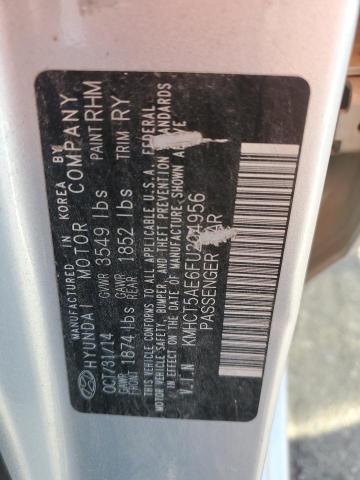 MANUFACTURED IN KOREA BY
HYUNDAI MOTOR COMPANY
OCT/31/14 GVWR 3549 lbs PAINT RHM
GAWR FRONT 1874 lbs GAWR REAR 1852 lbs TRIM RY
THIS VEHICLE CONFORMS TO ALL APPLICABLE U.S.A. FEDERAL
MOTOR VEHICLE SAFETY, BUMPER, AND THEFT PREVENTION STANDARDS
IN EFFECT ON THE DATE OF MANUFACTURE SHOWN ABOVE
V.I.N
PASSENGER